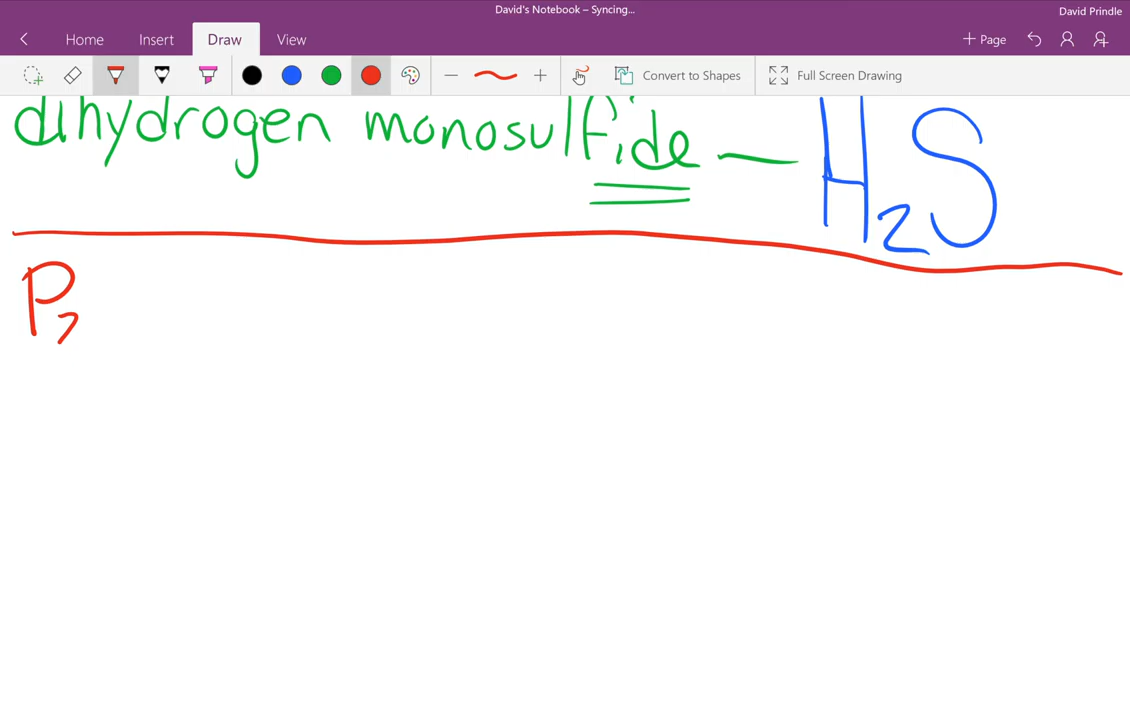 David's Notebook – Syncing...
David Prindle
Home Insert Draw View + Page
Convert to Shapes Full Screen Drawing
dihydrogen monosulfide — H₂S
P